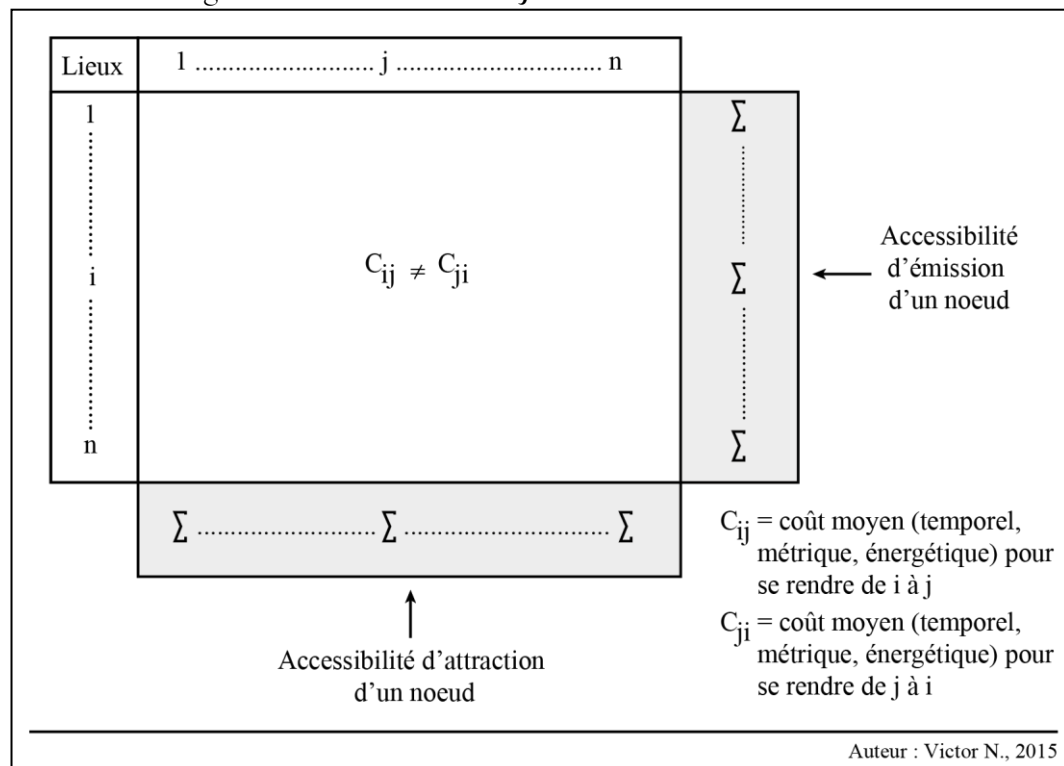 Lieux
1 ........................... j ............................... n
1
i
n
C_ij ≠ C_ji
∑
∑
∑
Accessibilité
d'émission
d'un noeud
∑ ........................... ∑ ............................... ∑
Accessibilité d'attraction
d'un noeud
C_ij = coût moyen (temporel,
métrique, énergétique) pour
se rendre de i à j
C_ji = coût moyen (temporel,
métrique, énergétique) pour
se rendre de j à i
Auteur : Victor N., 2015